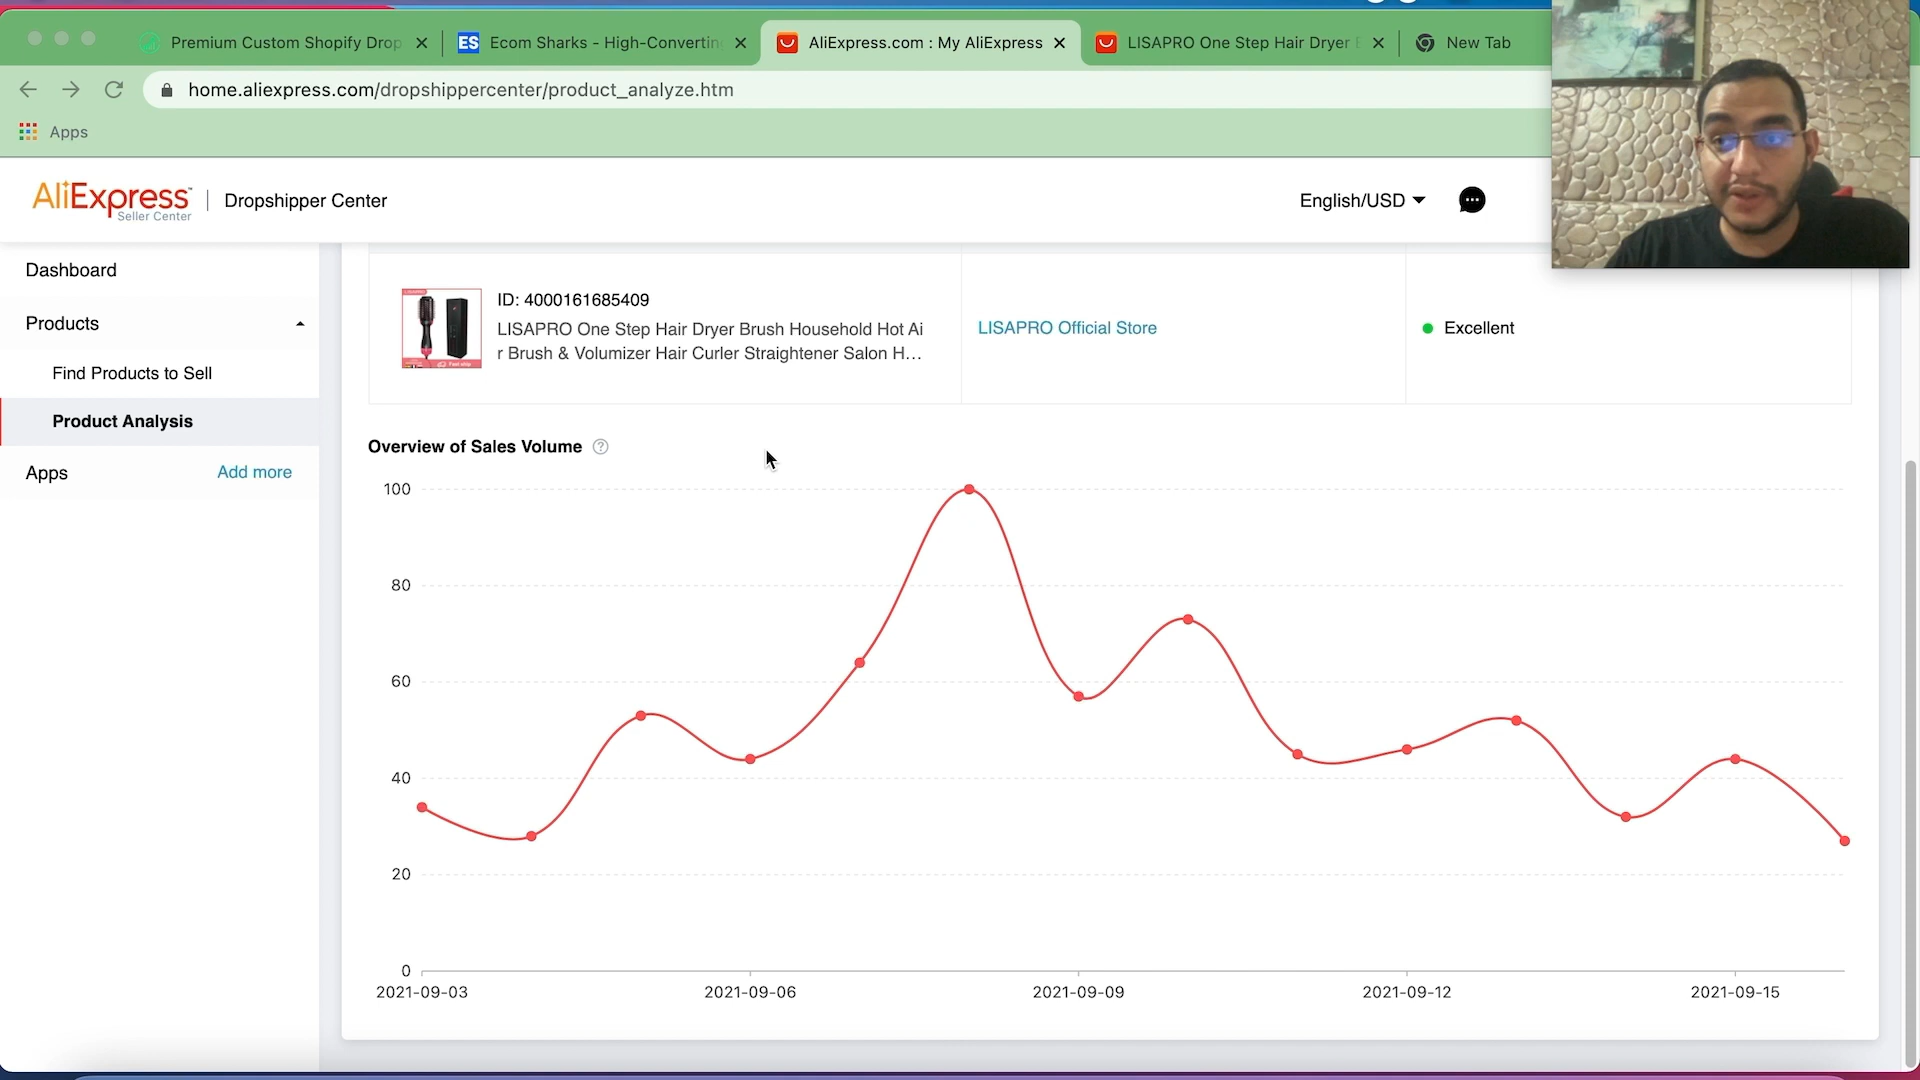 Premium Custom Shopify Drop
ES Ecom Sharks - High-Converting
AliExpress.com : My AliExpress
LISAPRO One Step Hair Dryer B
New Tab
home.aliexpress.com/dropshippercenter/product_analyze.htm
Apps
AliExpress
Seller Center
Dropshipper Center
English/USD
Dashboard
Products
Find Products to Sell
Product Analysis
Apps
Add more
ID: 4000161685409
LISAPRO One Step Hair Dryer Brush Household Hot Ai
r Brush & Volumizer Hair Curler Straightener Salon H...
LISAPRO Official Store
Excellent
Overview of Sales Volume ?
100
80
60
40
20
0
2021-09-03
2021-09-06
2021-09-09
2021-09-12
2021-09-15